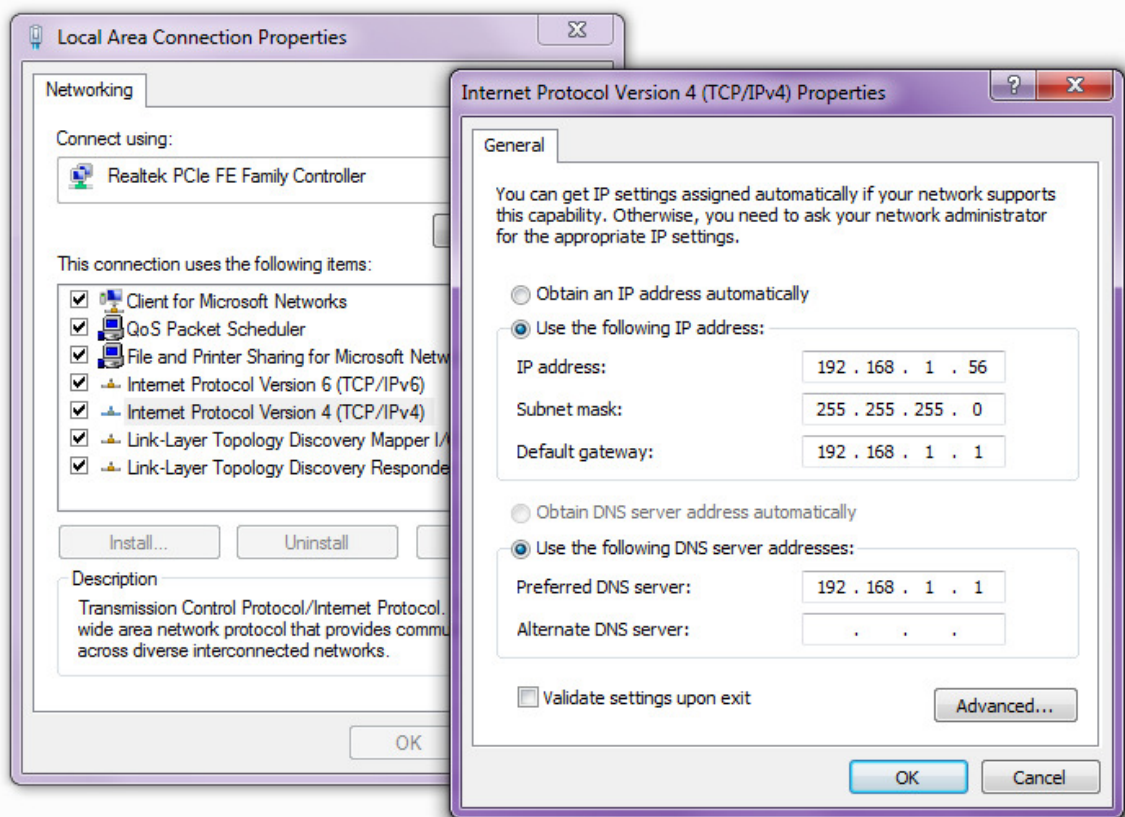 Local Area Connection Properties
Networking
Connect using:
Realtek PCIe FE Family Controller
This connection uses the following items:
Client for Microsoft Networks
QoS Packet Scheduler
File and Printer Sharing for Microsoft Netw
Internet Protocol Version 6 (TCP/IPv6)
Internet Protocol Version 4 (TCP/IPv4)
Link-Layer Topology Discovery Mapper I/
Link-Layer Topology Discovery Responde
Install...
Uninstall
Description
Transmission Control Protocol/Internet Protocol.
wide area network protocol that provides commu
across diverse interconnected networks.
OK
Internet Protocol Version 4 (TCP/IPv4) Properties
?
General
You can get IP settings assigned automatically if your network supports
this capability. Otherwise, you need to ask your network administrator
for the appropriate IP settings.
Obtain an IP address automatically
Use the following IP address:
IP address: 192 . 168 . 1 . 56
Subnet mask: 255 . 255 . 255 . 0
Default gateway: 192 . 168 . 1 . 1
Obtain DNS server address automatically
Use the following DNS server addresses:
Preferred DNS server: 192 . 168 . 1 . 1
Alternate DNS server: . . .
Validate settings upon exit
Advanced...
OK
Cancel